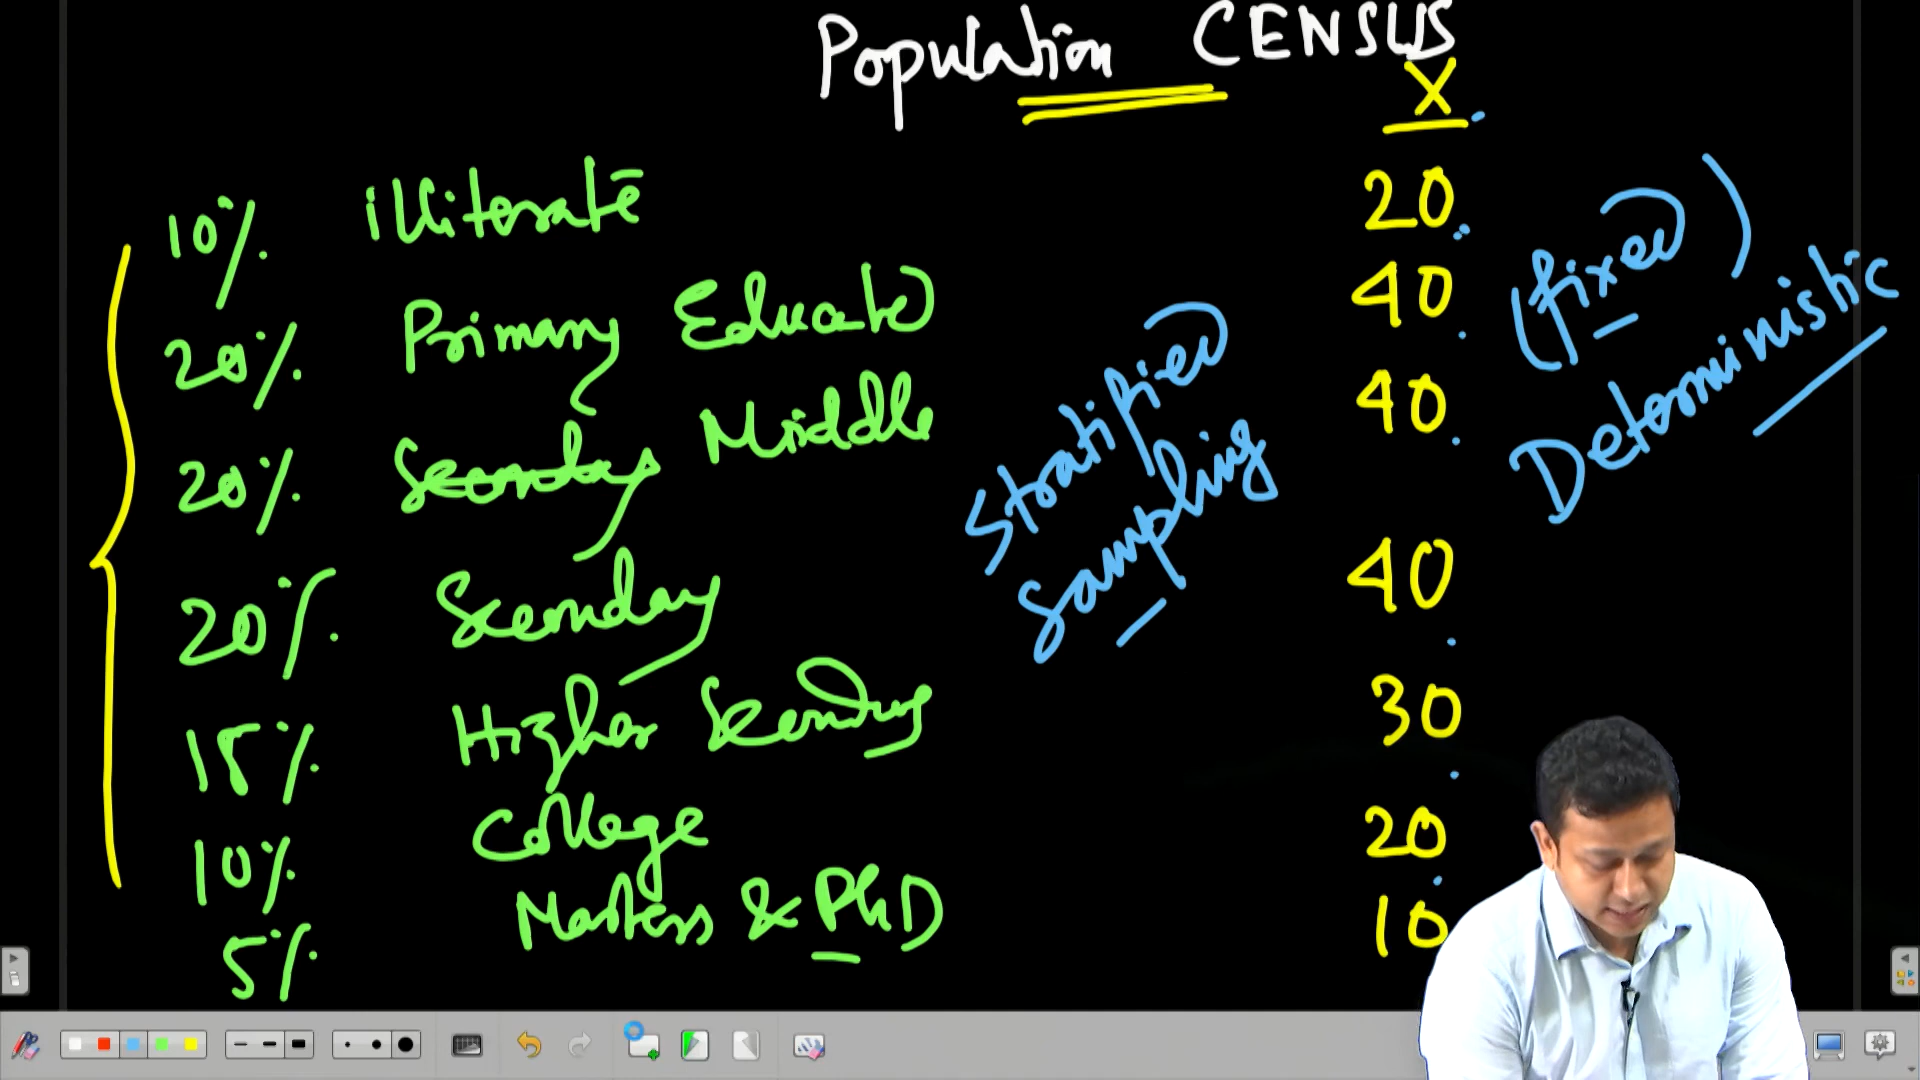 Population CENSUS
X
10% illiterate 20
20% Primary Educated 40
20% Secondary Middle 40
20% Secondary 40
15% Higher Secondary 30
10% College 20
5% Masters & PhD 10
Stratified
Sampling
(fixed)
Deterministic